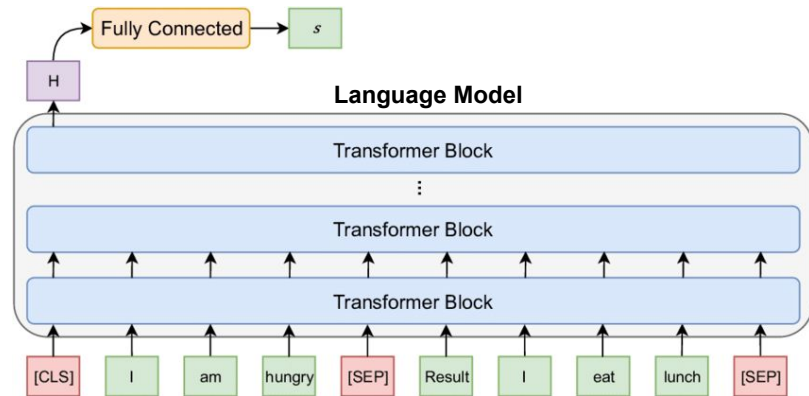 Fully Connected s
H
Language Model
Transformer Block
...
Transformer Block
Transformer Block
[CLS] I am hungry [SEP] Result I eat lunch [SEP]